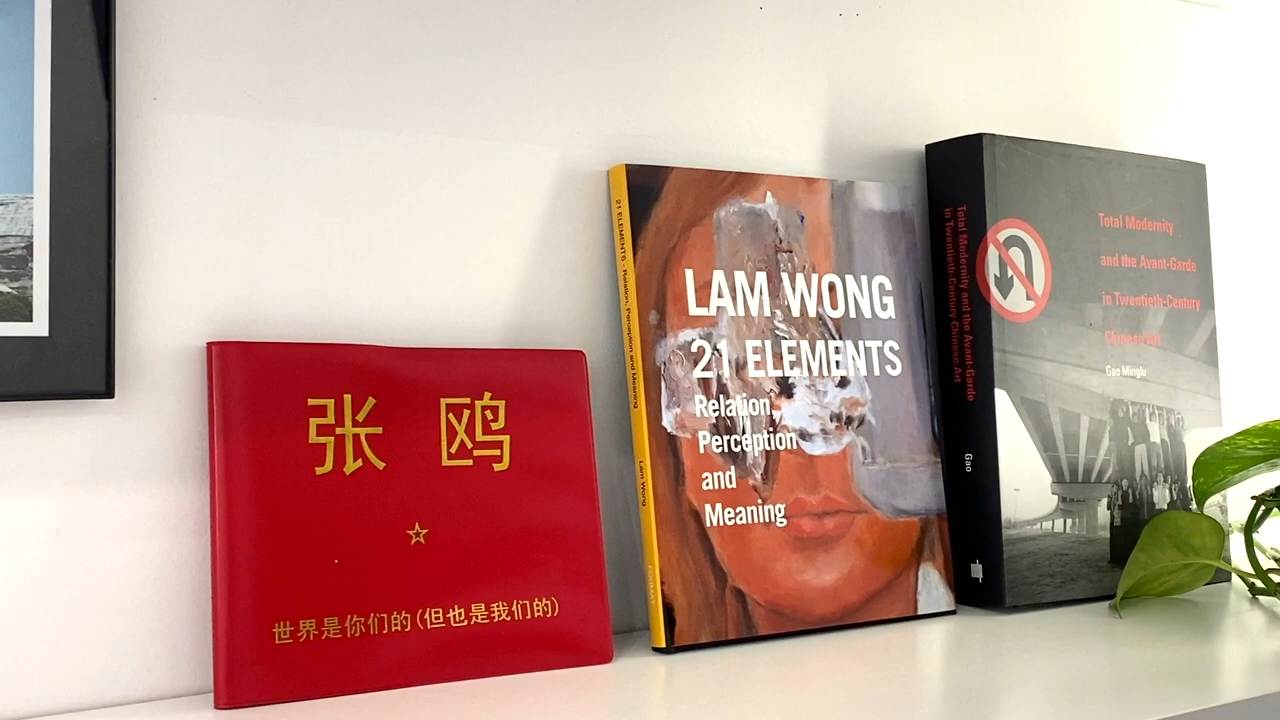 张 鸥
世界是你们的(但也是我们的)
21 ELEMENTS - Relation, Perception and Meaning
Lam Wong
LAM WONG
21 ELEMENTS
Relation,
Perception
and
Meaning
Total Modernity and the Avant-Garde
in Twentieth-Century Chinese Art
Gao
Total Modernity
and the Avant-Garde
in Twentieth-Century
Chinese Art
Gao Minglu